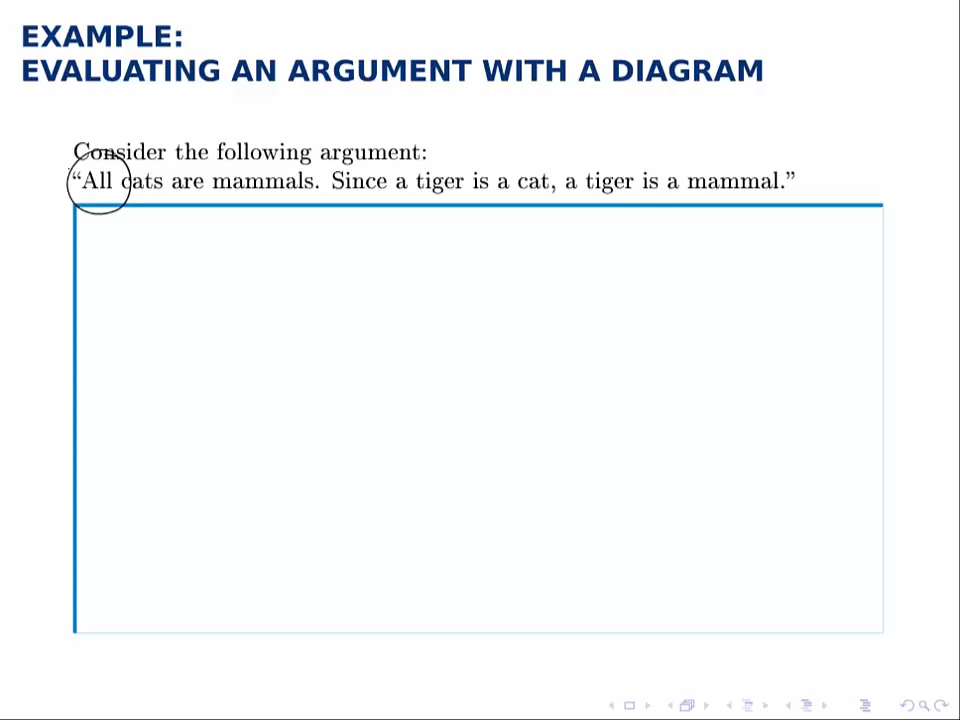 EXAMPLE:
EVALUATING AN ARGUMENT WITH A DIAGRAM
Consider the following argument:
“All cats are mammals. Since a tiger is a cat, a tiger is a mammal.”